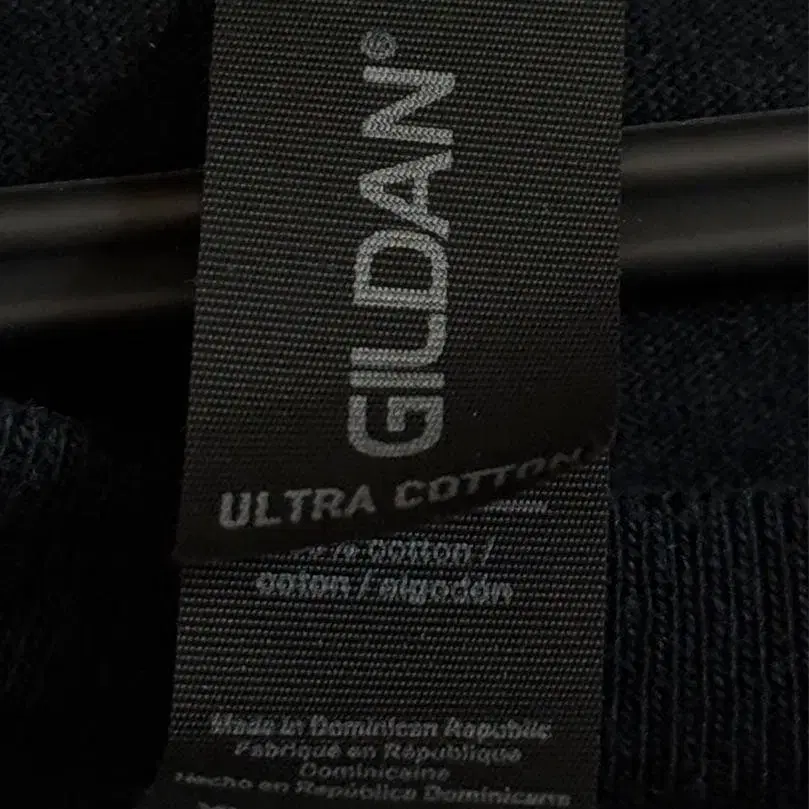 GILDAN®
ULTRA COTTON
% cotton /
coton / algodón
Made in Dominican Republic
Fabriqué en République
Dominicaine
Hecho en República Dominicana